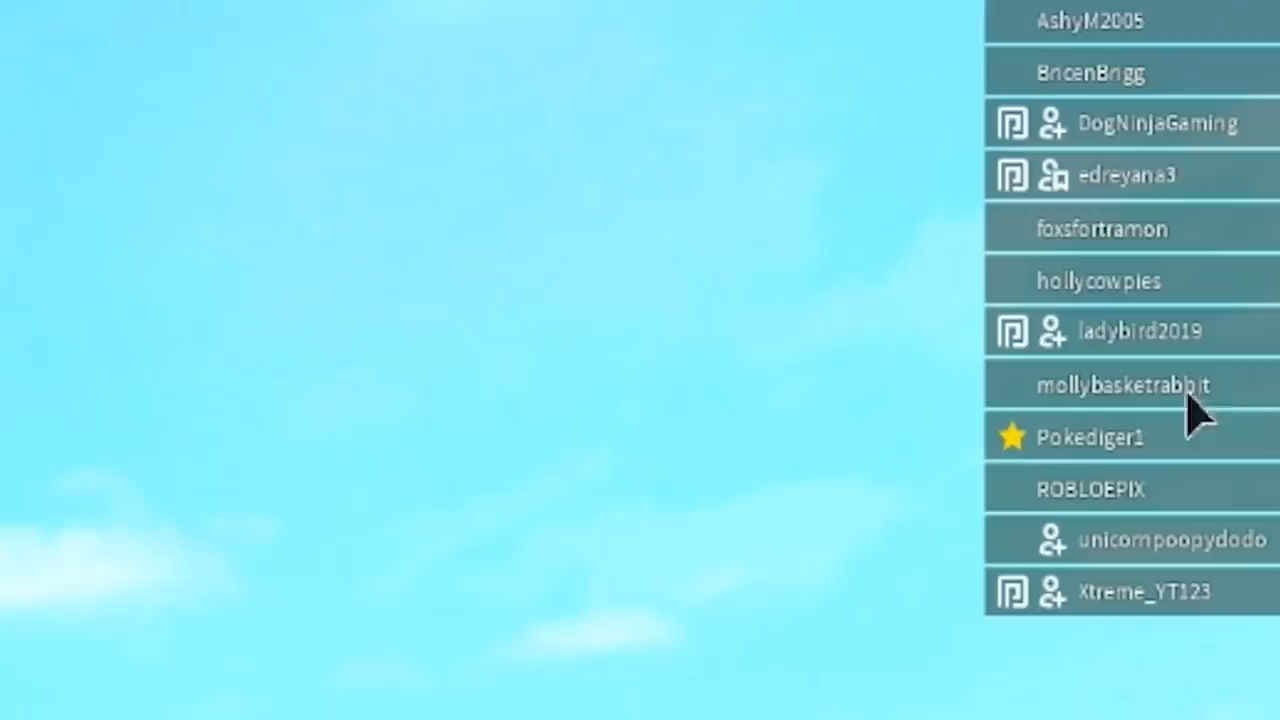 AshyM2005
BricenBrigg
DogNinjaGaming
edreyana3
foxsfortramon
hollycowpies
ladybird2019
mollybasketrabbit
Pokediger1
ROBLOEPIX
unicornpoopydodo
Xtreme_YT123